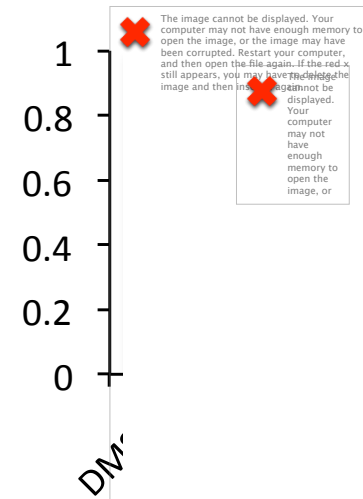 The image cannot be displayed. Your
computer may not have enough memory to
open the image, or the image may have
been corrupted. Restart your computer,
and then open the file again. If the red x
still appears, you may have to delete the
image and then insert it again.
The image
cannot be
displayed.
Your
computer
may not
have
enough
memory to
open the
image, or
1
0.8
0.6
0.4
0.2
0